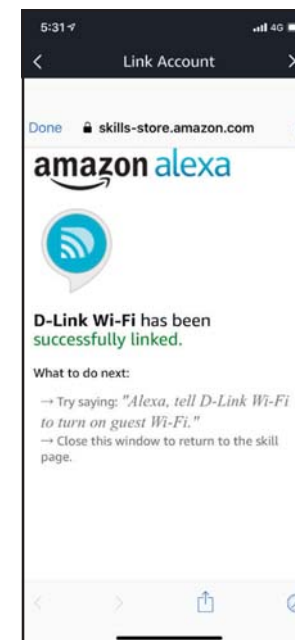 5:31
4G
Link Account
Done
skills-store.amazon.com
amazon alexa
D-Link Wi-Fi has been
successfully linked.
What to do next:
→ Try saying: "Alexa, tell D-Link Wi-Fi
to turn on guest Wi-Fi."
→ Close this window to return to the skill
page.